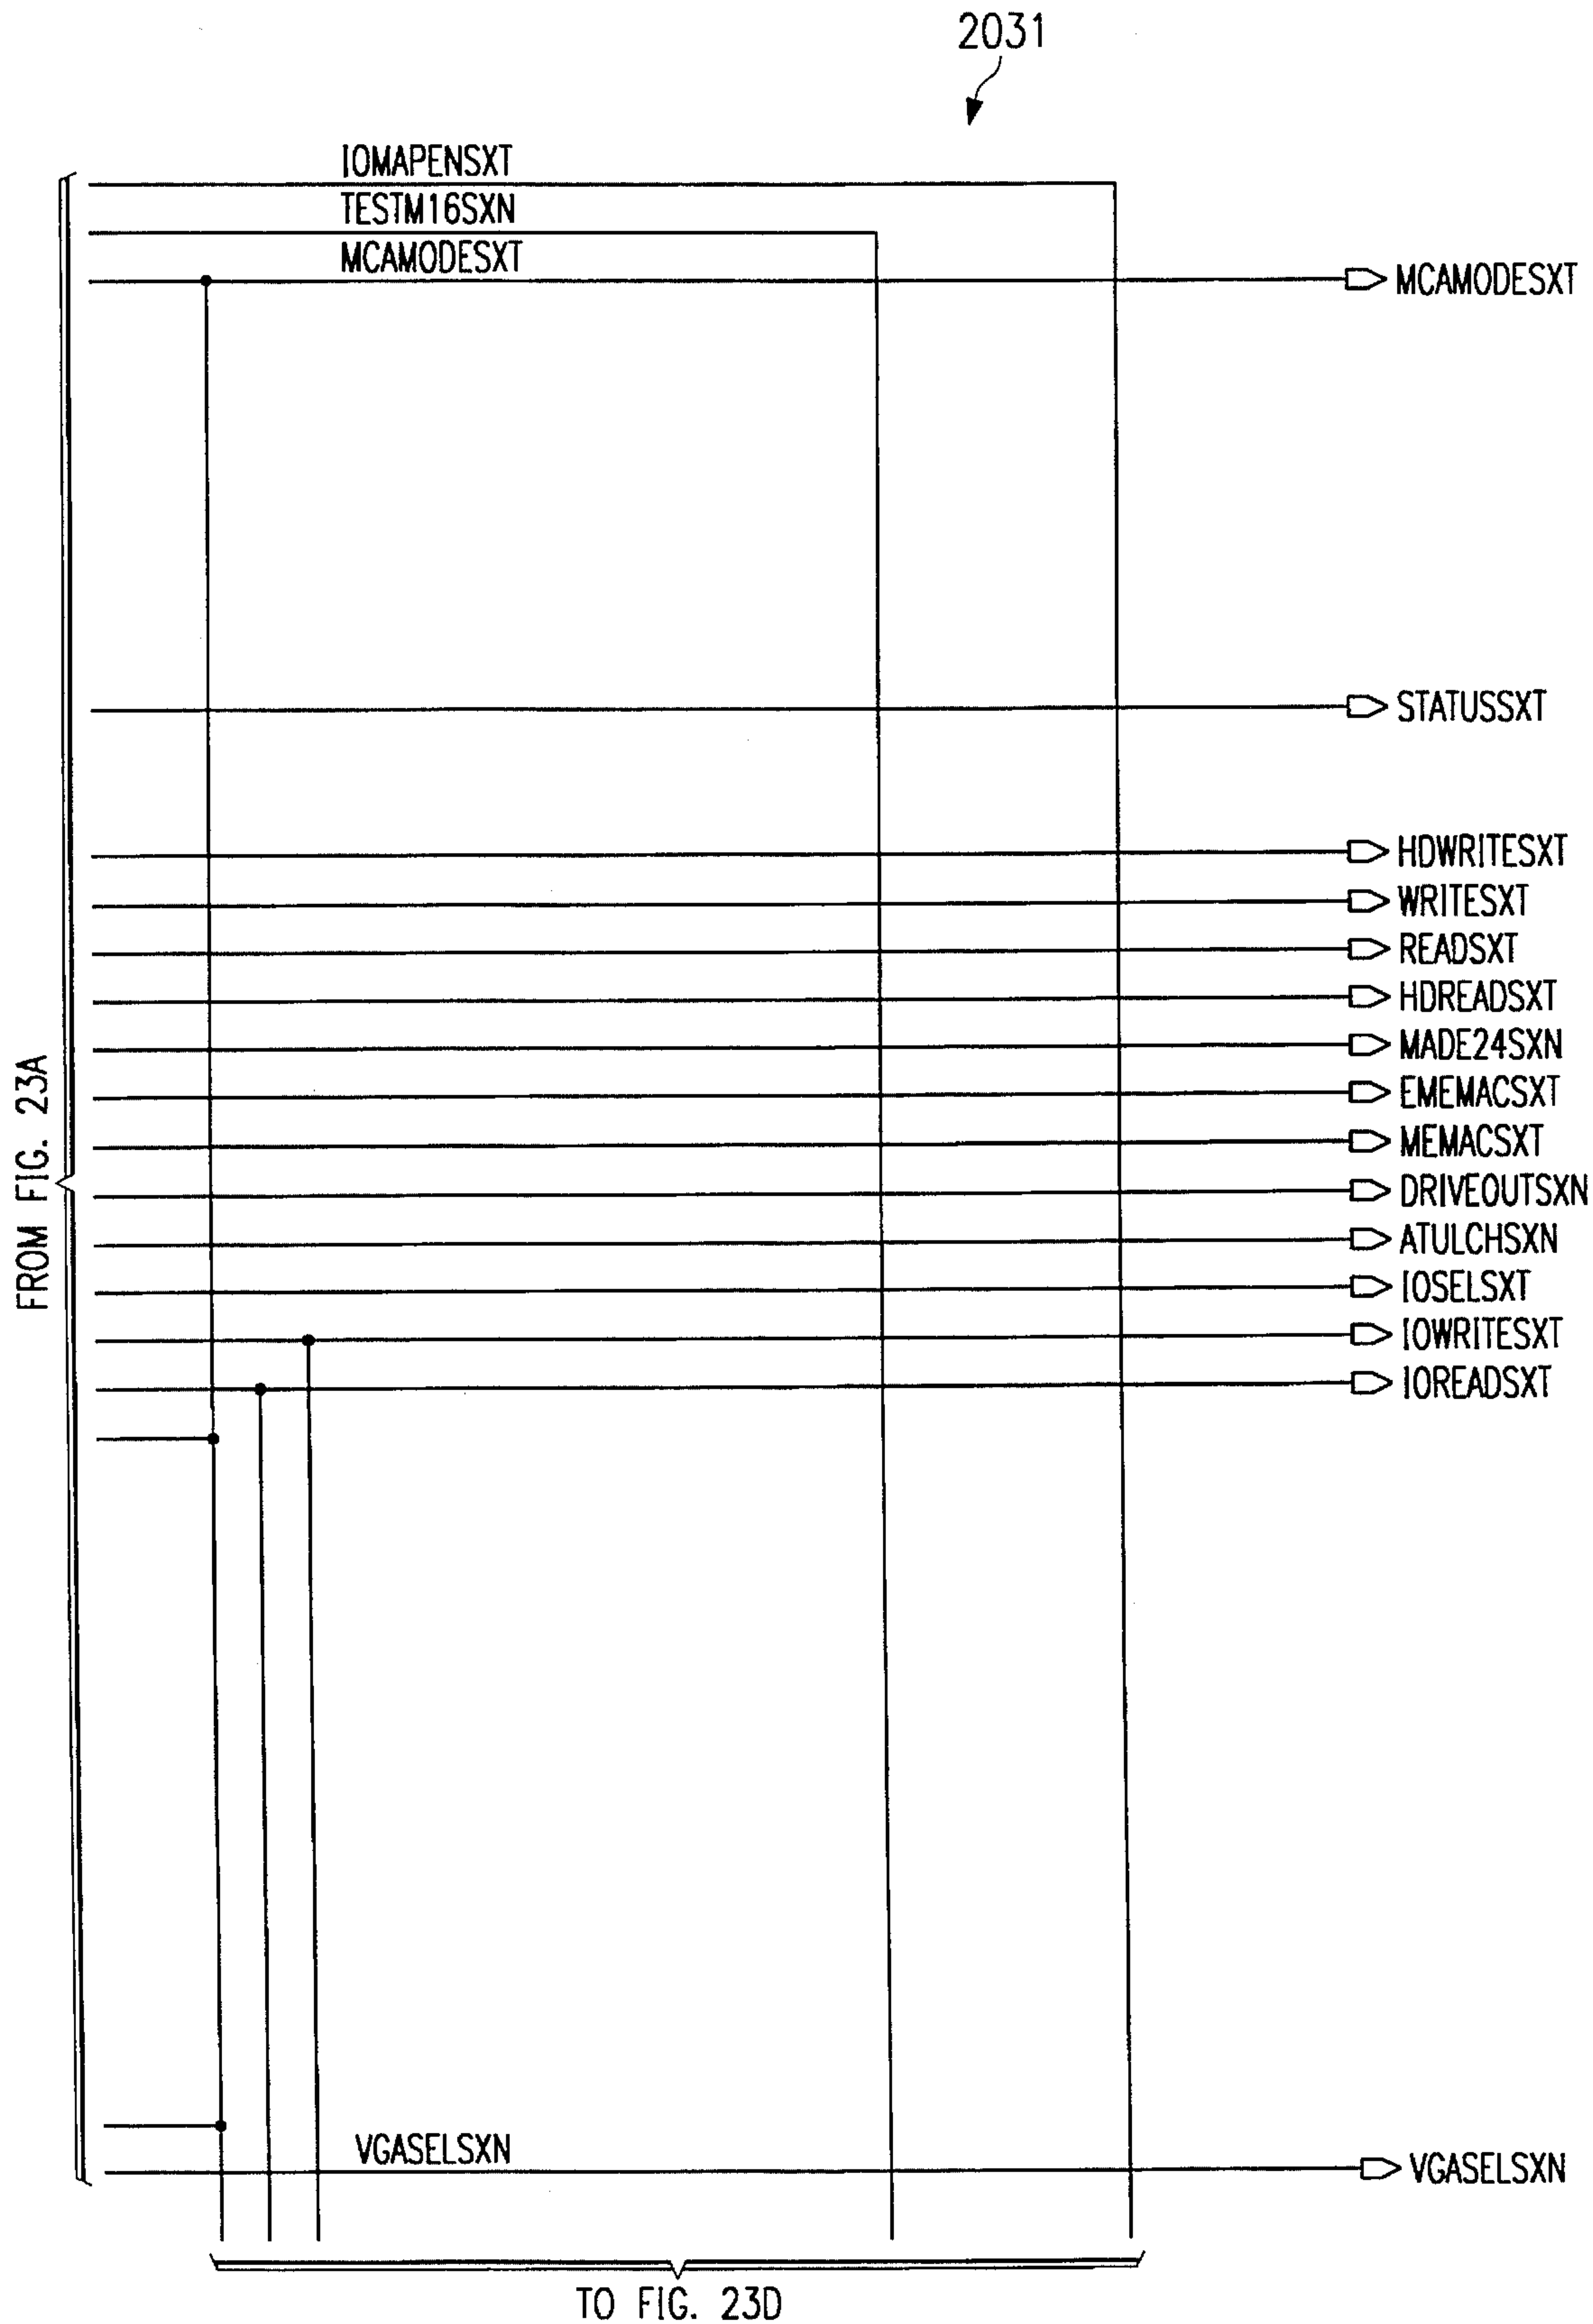 2031
IOMAPENSXT
TESTM16SXN
MCAMODESXT
MCAMODESXT
STATUSSXT
HDWRITESXT
WRITESXT
READSXT
HDREADSXT
MADE24SXN
EMEMACSXT
MEMACSXT
DRIVEOUTSXN
ATULCHSXN
IOSELSXT
IOWRITESXT
IOREADSXT
FROM FIG. 23A
VGASELSXN
VGASELSXN
TO FIG. 23D